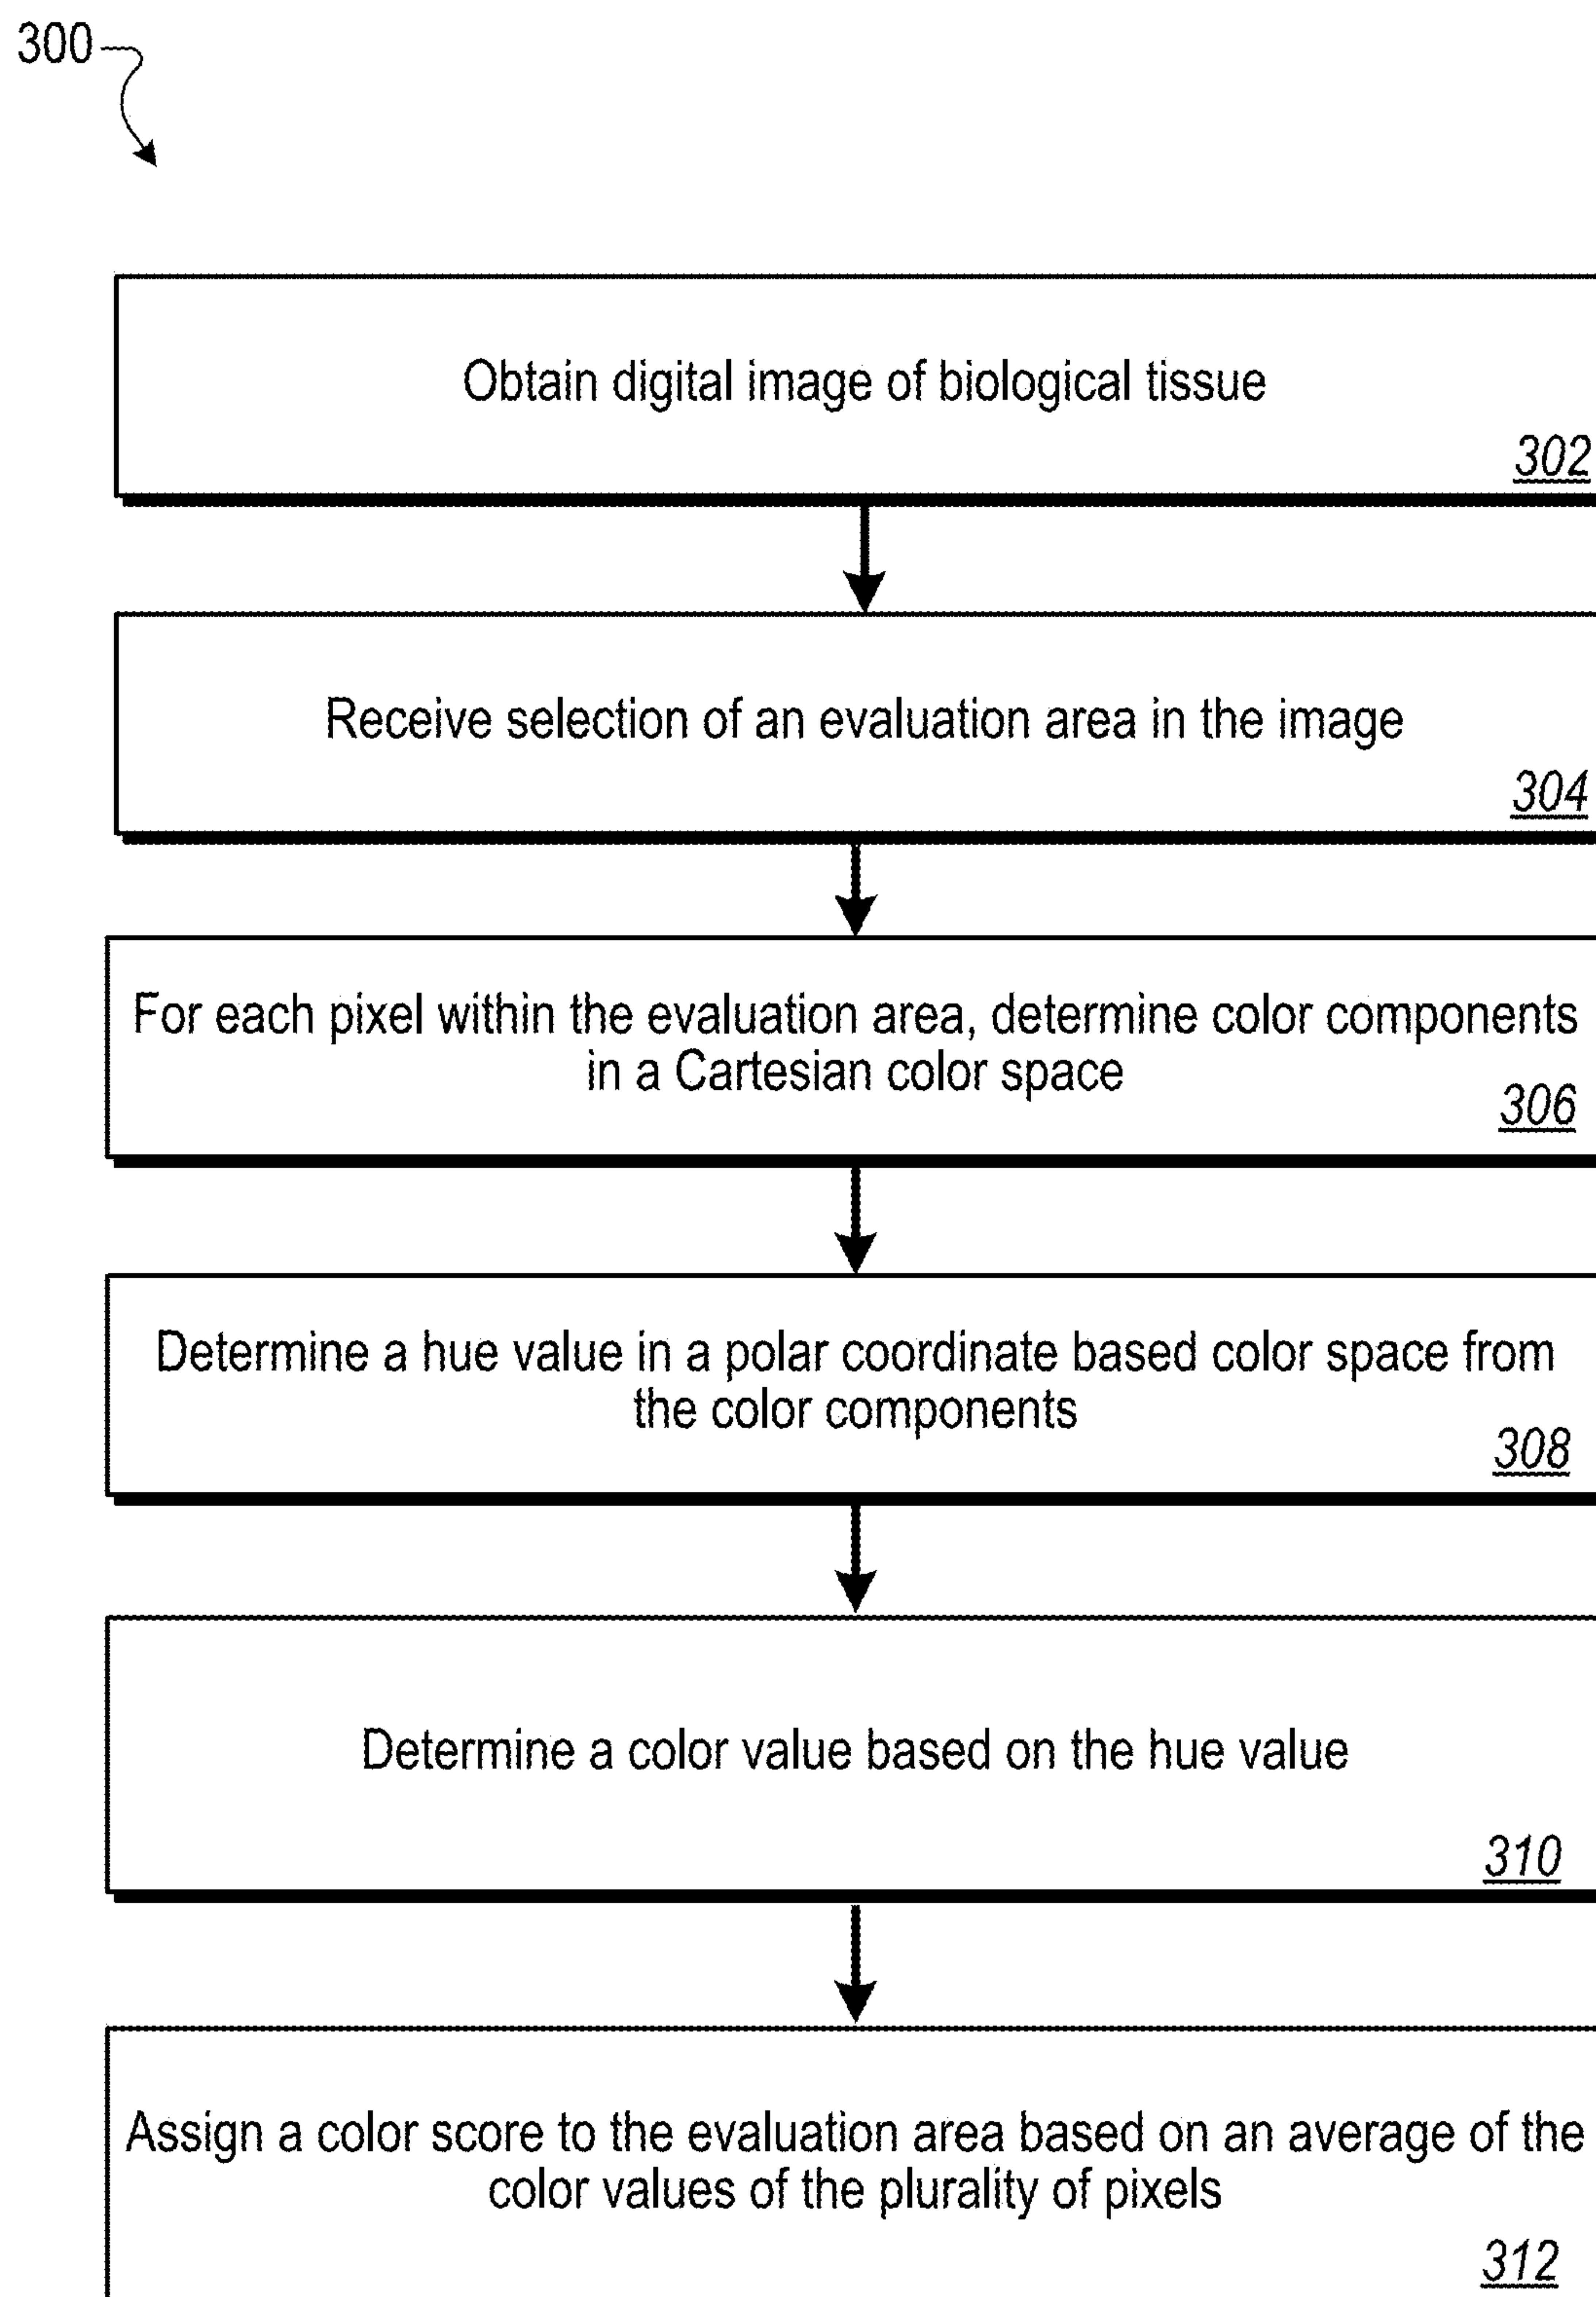 300
Obtain digital image of biological tissue
302
Receive selection of an evaluation area in the image
304
For each pixel within the evaluation area, determine color components
in a Cartesian color space
306
Determine a hue value in a polar coordinate based color space from
the color components
308
Determine a color value based on the hue value
310
Assign a color score to the evaluation area based on an average of the
color values of the plurality of pixels
312